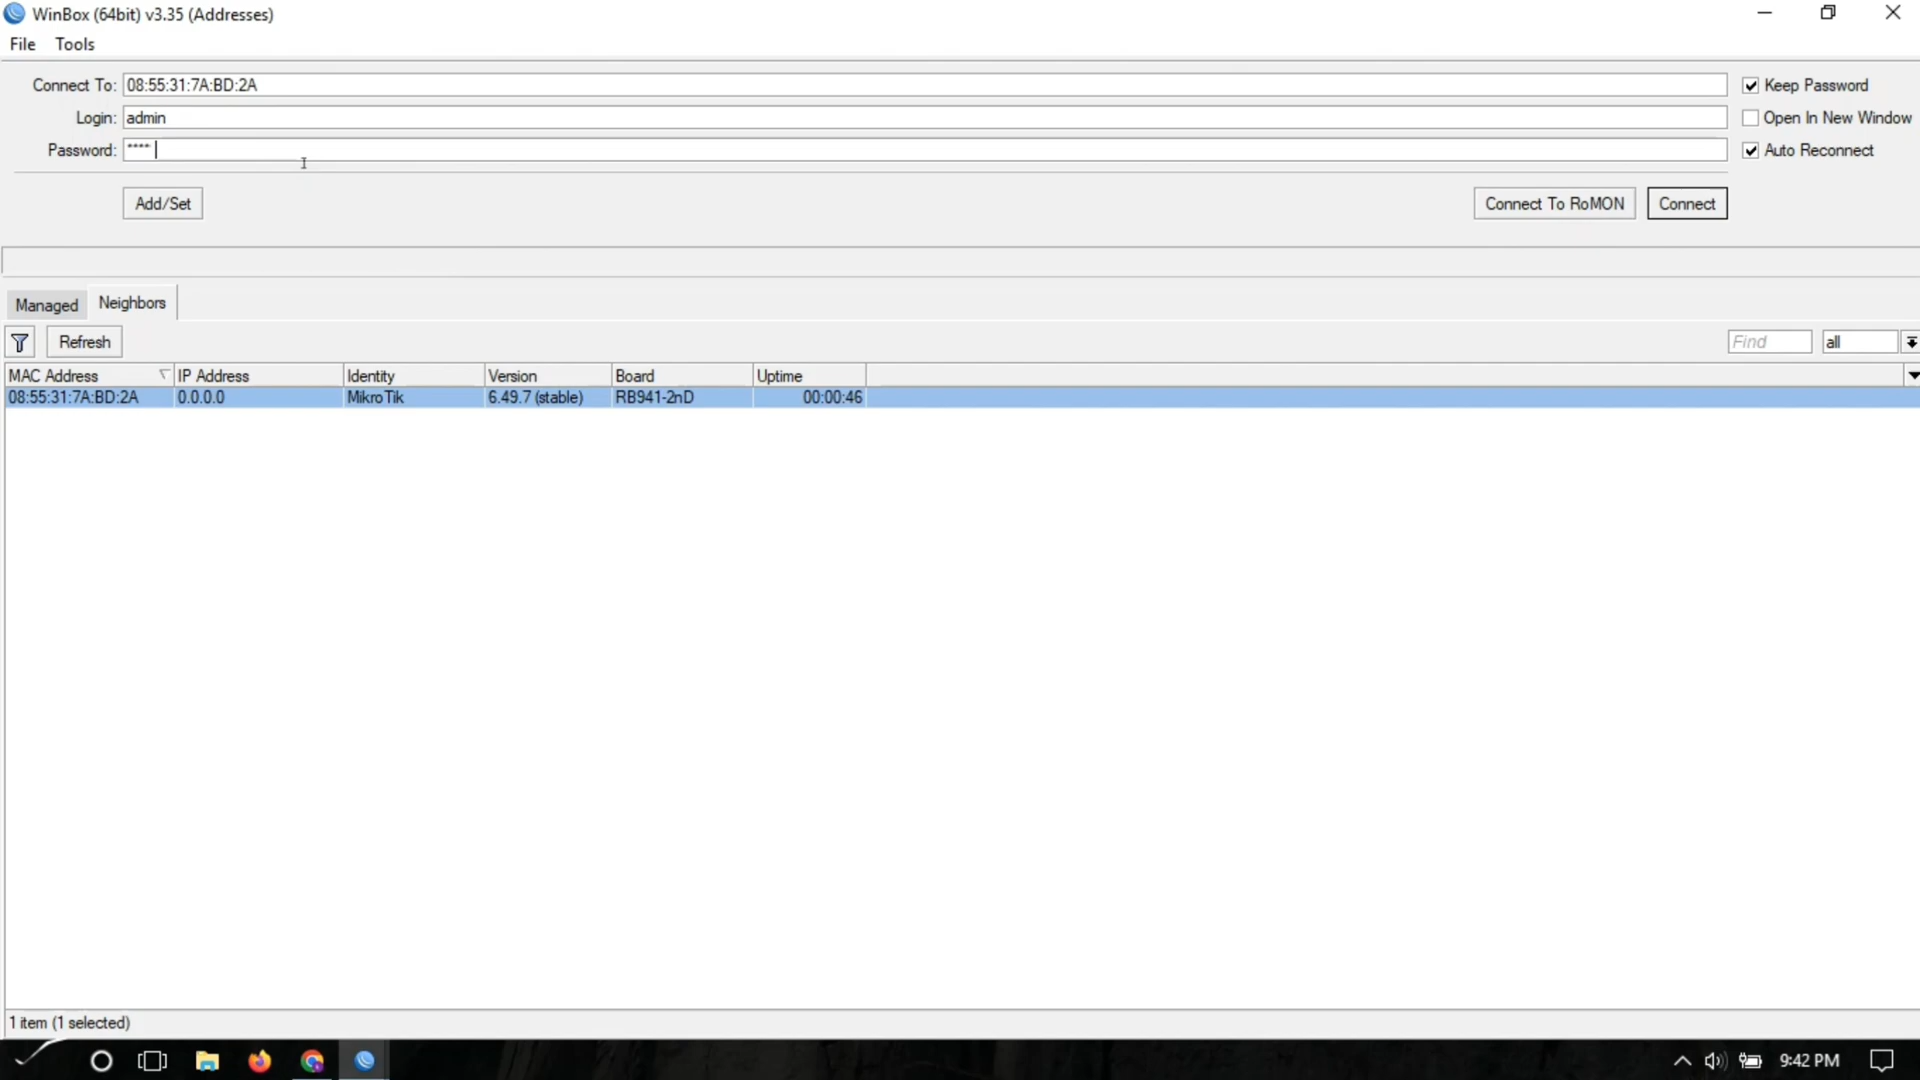 WinBox (64bit) v3.35 (Addresses)
File Tools
Connect To: 08:55:31:7A:BD:2A
Keep Password
Login: admin
Open In New Window
Password: ****
Auto Reconnect
Add/Set
Connect To RoMON
Connect
Managed
Neighbors
Refresh
Find
all
MAC Address IP Address Identity Version Board Uptime
08:55:31:7A:BD:2A 0.0.0.0 MikroTik 6.49.7 (stable) RB941-2nD 00:00:46
1 item (1 selected)
9:42 PM